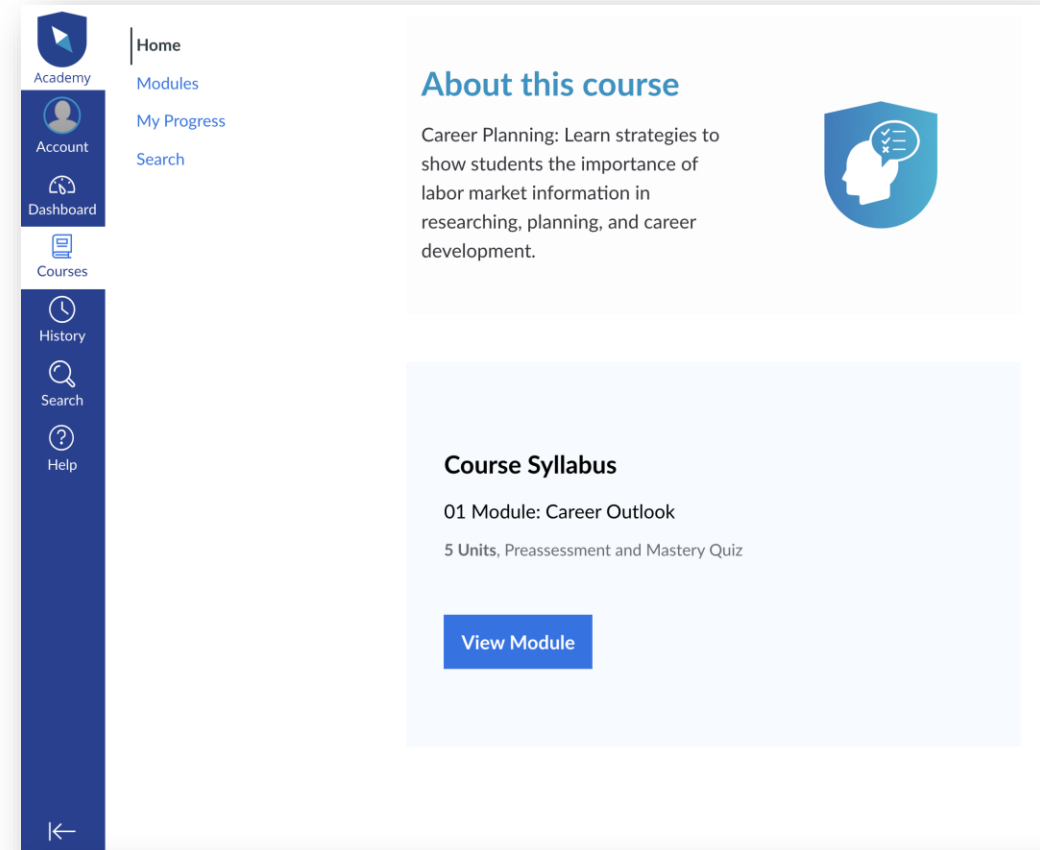 Academy
Account
Dashboard
Courses
History
Search
Help
Home
Modules
My Progress
Search
About this course
Career Planning: Learn strategies to
show students the importance of
labor market information in
researching, planning, and career
development.
Course Syllabus
01 Module: Career Outlook
5 Units, Preassessment and Mastery Quiz
View Module